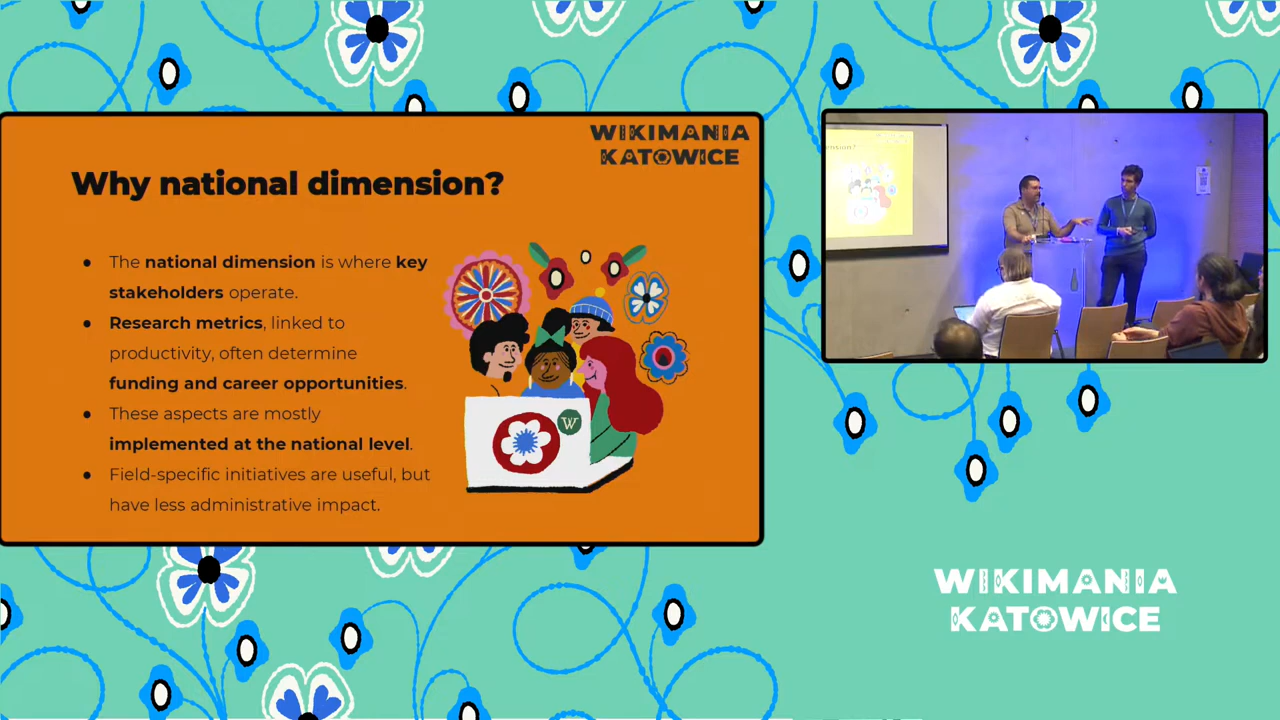 WIKIMANIA
KATOWICE
Why national dimension?
● The national dimension is where key
stakeholders operate.
● Research metrics, linked to
productivity, often determine
funding and career opportunities.
● These aspects are mostly
implemented at the national level.
● Field-specific initiatives are useful, but
have less administrative impact.
W
WIKIMANIA
KATOWICE